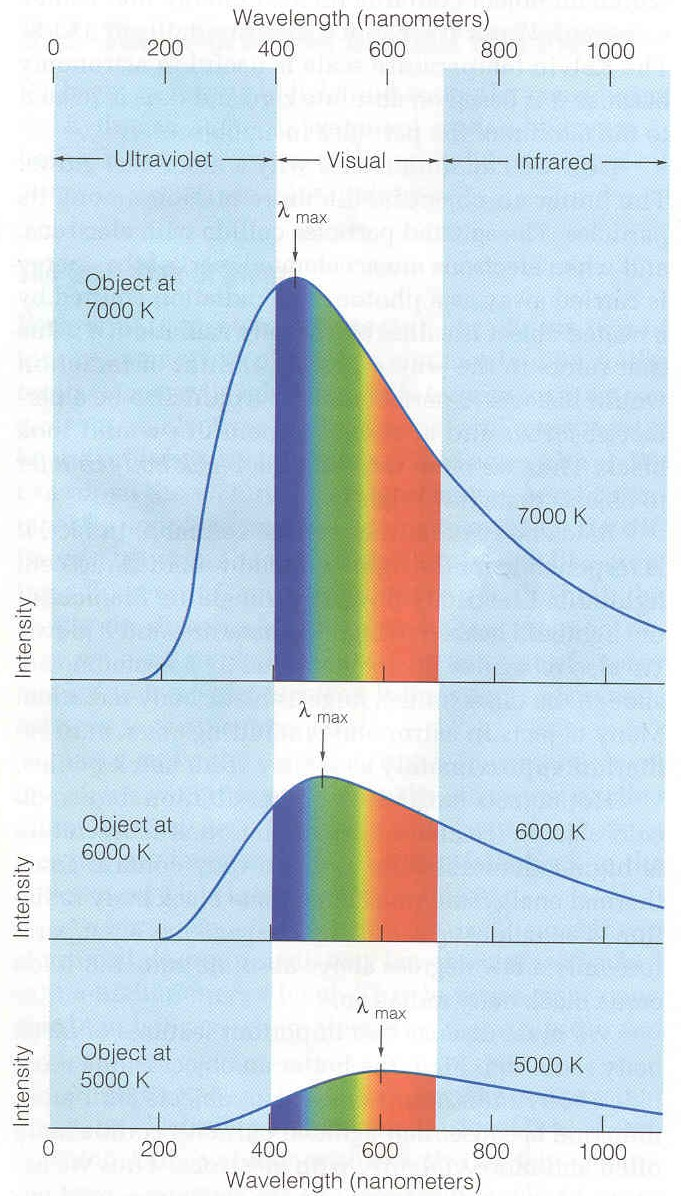 Wavelength (nanometers)
0 200 400 600 800 1000
Ultraviolet Visual Infrared
λ max
Object at
7000 K
7000 K
Intensity
λ max
Object at
6000 K
6000 K
Intensity
λ max
Object at
5000 K
5000 K
Intensity
0 200 400 600 800 1000
Wavelength (nanometers)